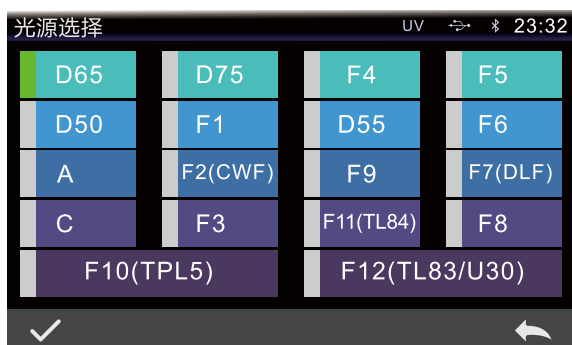 光源选择 UV 23:32
D65 D75 F4 F5
D50 F1 D55 F6
A F2(CWF) F9 F7(DLF)
C F3 F11(TL84) F8
F10(TPL5) F12(TL83/U30)